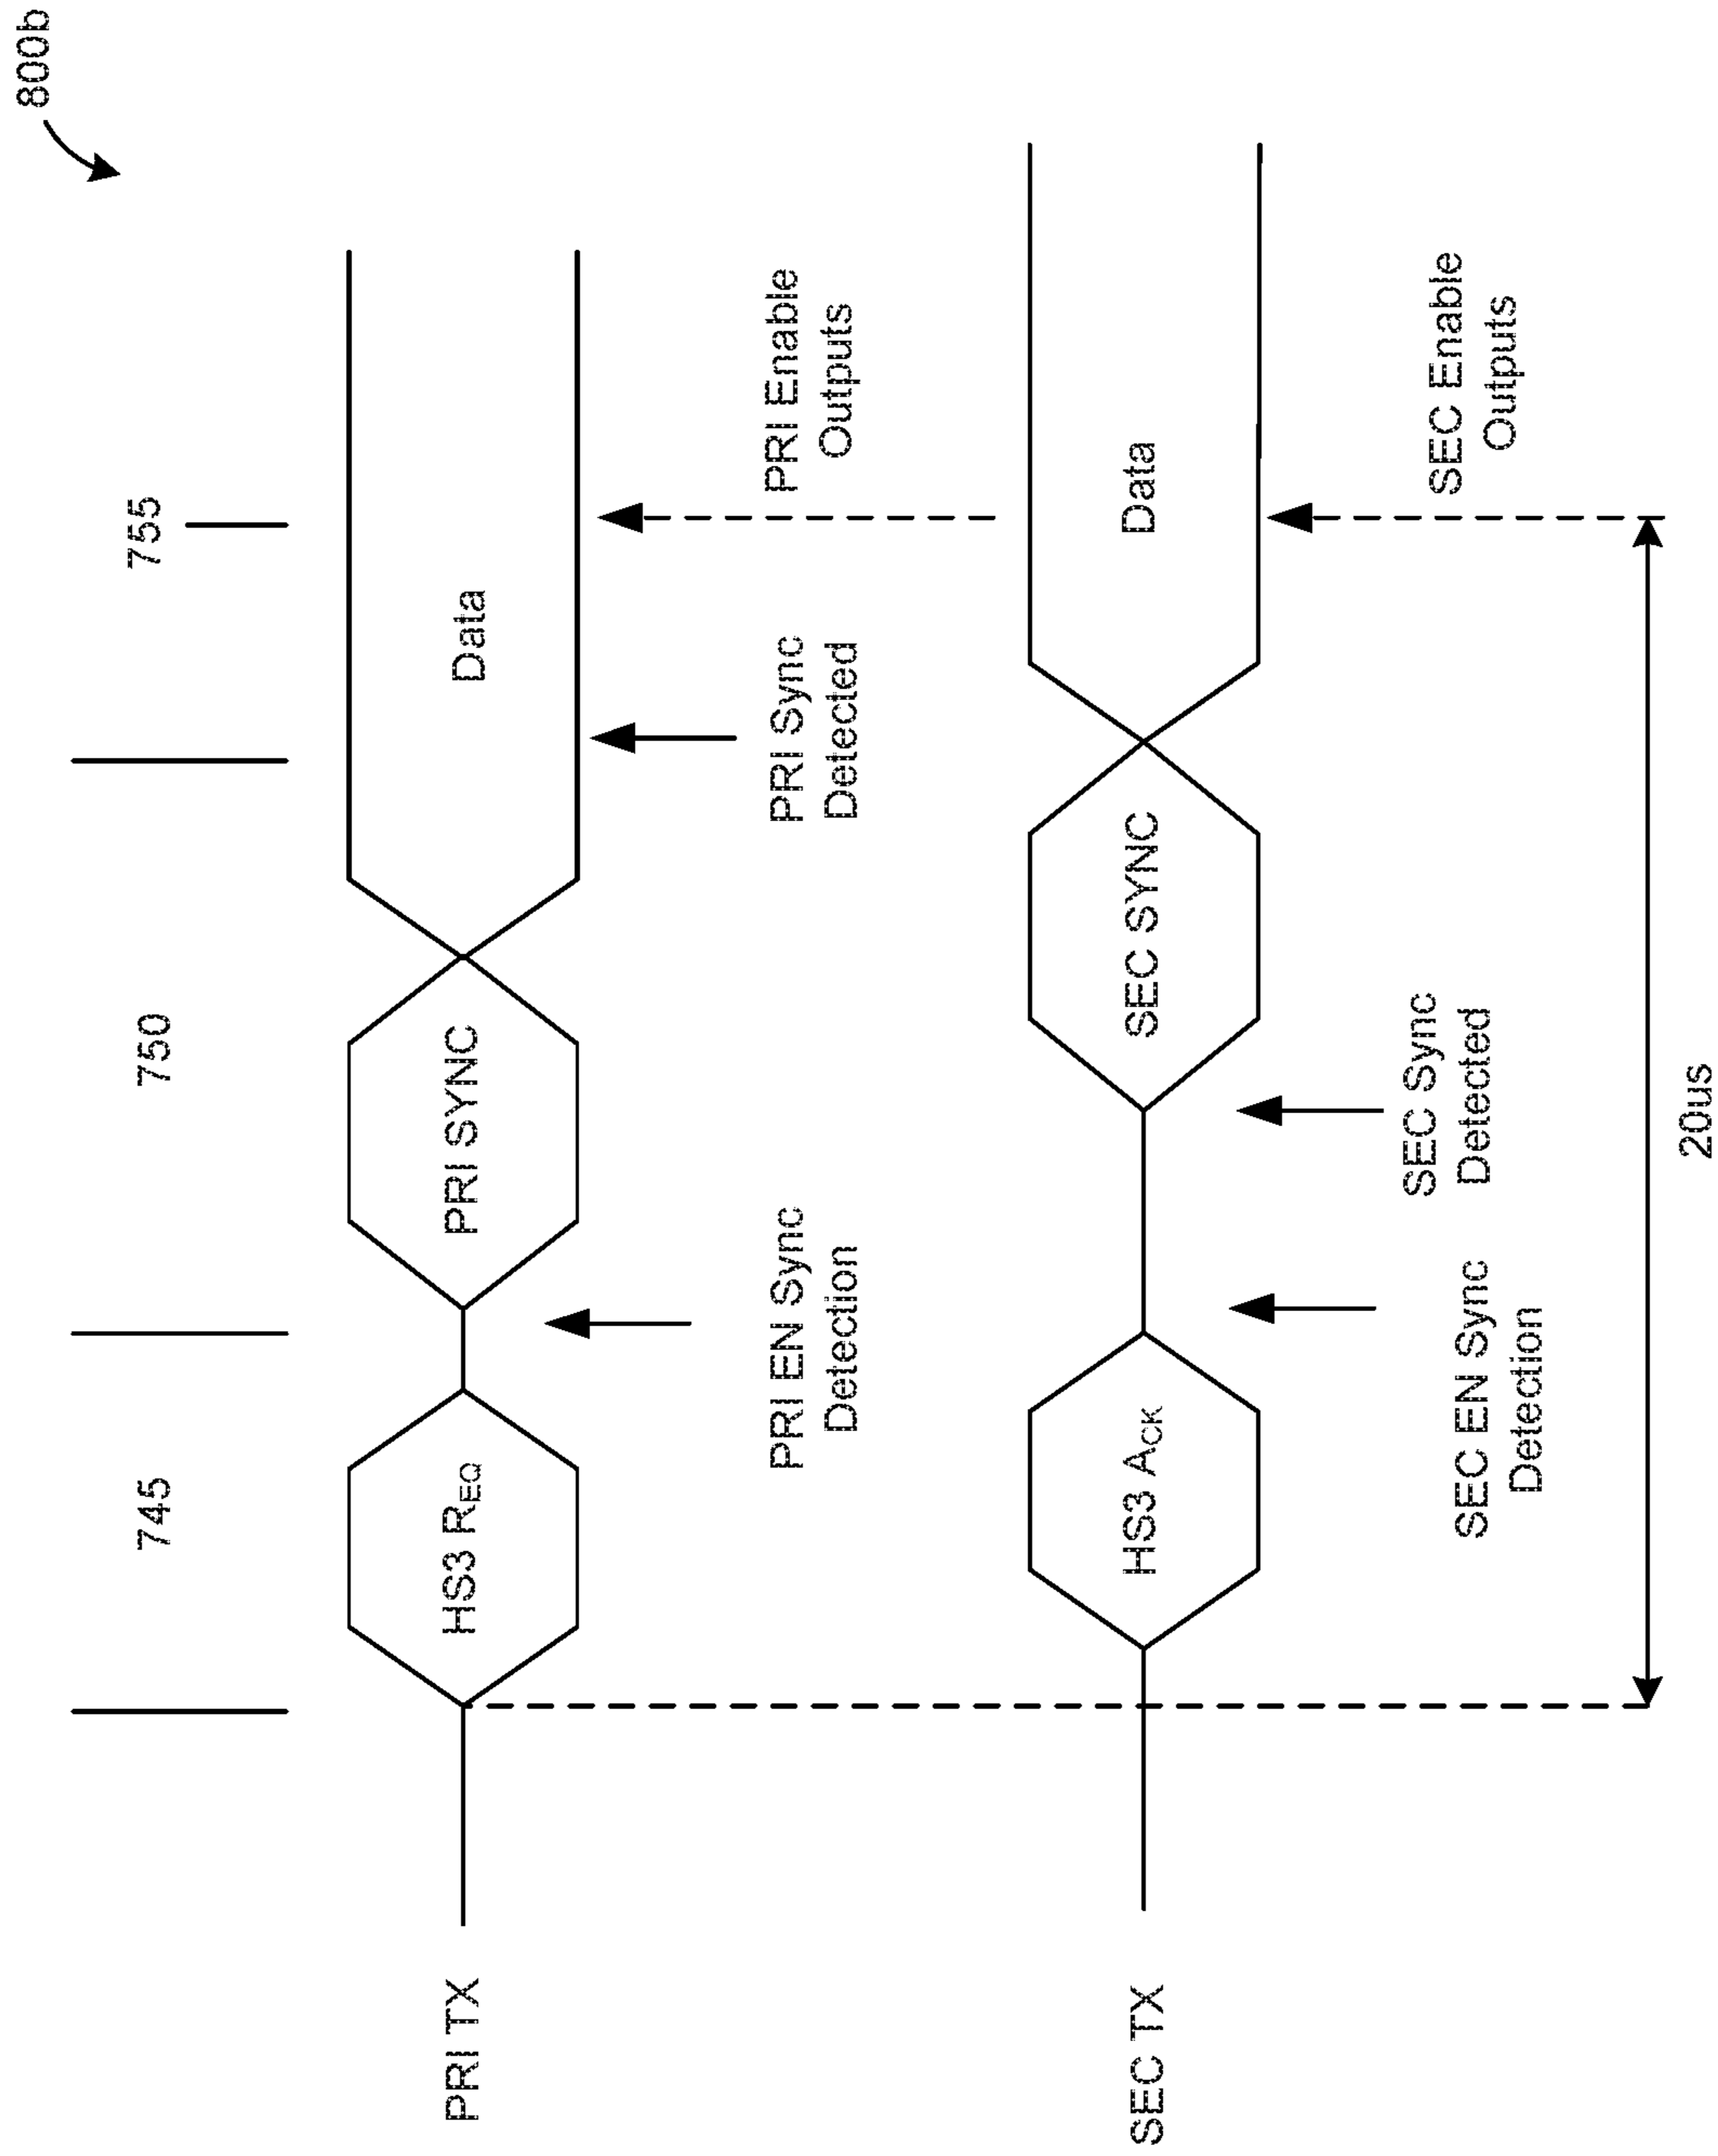 800b
745
750
755
PRI TX
HS3 REQ
PRI SYNC
Data
PRI EN Sync
Detection
PRI Sync
Detected
PRI Enable
Outputs
SEC TX
HS3 ACK
SEC SYNC
Data
SEC EN Sync
Detection
SEC Sync
Detected
SEC Enable
Outputs
20us